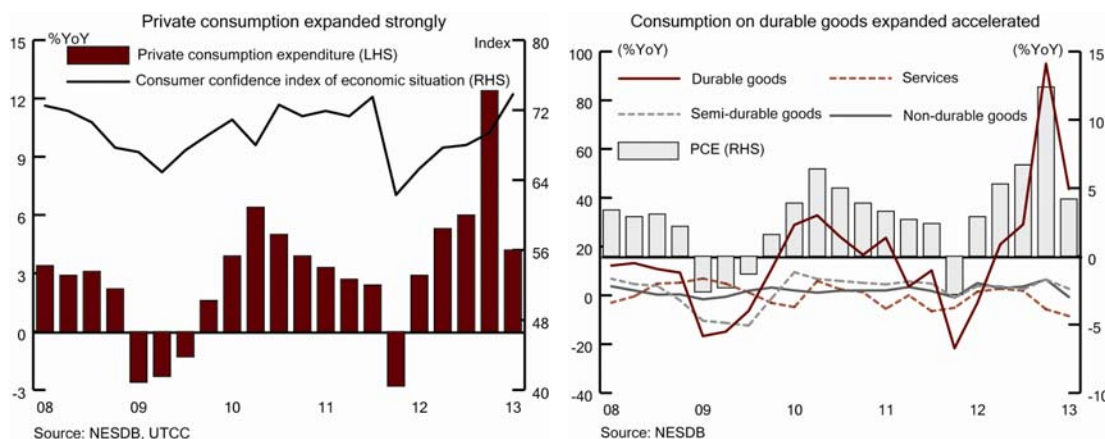 Private consumption expanded strongly
%YoY
Index
Private consumption expenditure (LHS)
Consumer confidence index of economic situation (RHS)
15
12
9
6
3
0
-3
80
72
64
56
48
40
08 09 10 11 12 13
Source: NESDB, UTCC
Consumption on durable goods expanded accelerated
(%YoY)
(%YoY)
Durable goods
Services
Semi-durable goods
Non-durable goods
PCE (RHS)
100
80
60
40
20
0
-20
-40
15
10
5
0
-5
-10
08 09 10 11 12 13
Source: NESDB